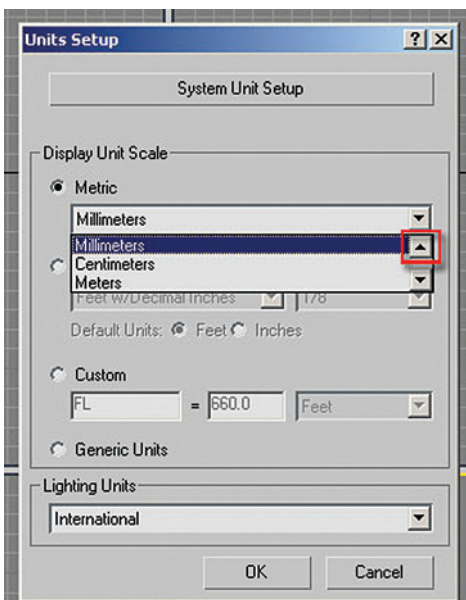 Units Setup
System Unit Setup
Display Unit Scale
Metric
Millimeters
Millimeters
Centimeters
Meters
Feet w/Decimal Inches 1/8
Default Units: Feet Inches
Custom
FL = 660.0 Feet
Generic Units
Lighting Units
International
OK Cancel